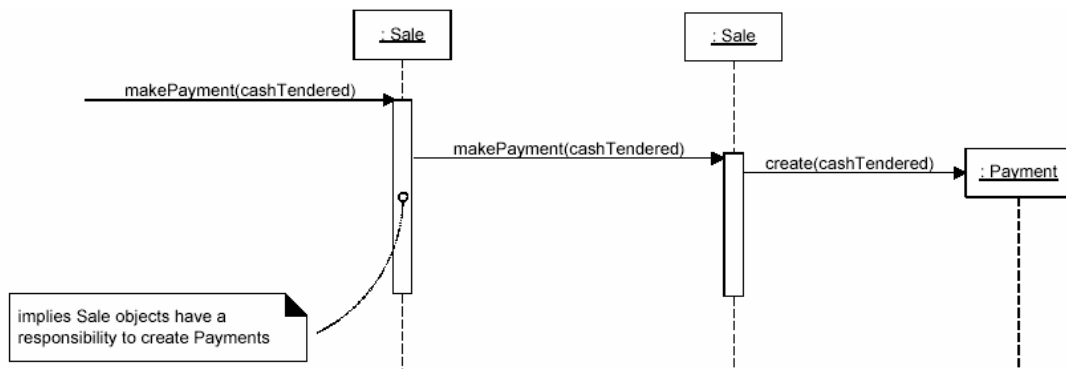 : Sale
: Sale
makePayment(cashTendered)
makePayment(cashTendered)
create(cashTendered)
: Payment
implies Sale objects have a
responsibility to create Payments